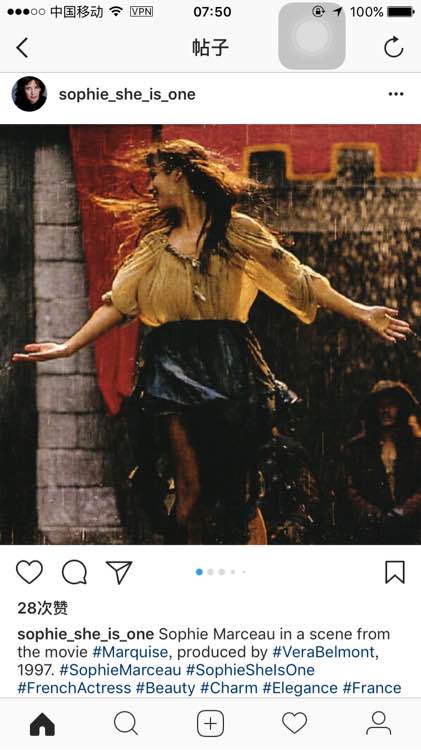 中国移动 VPN 07:50 100%
帖子
sophie_she_is_one
28次赞
sophie_she_is_one Sophie Marceau in a scene from
the movie #Marquise, produced by #VeraBelmont,
1997. #SophieMarceau #SophieSheIsOne
#FrenchActress #Beauty #Charm #Elegance #France